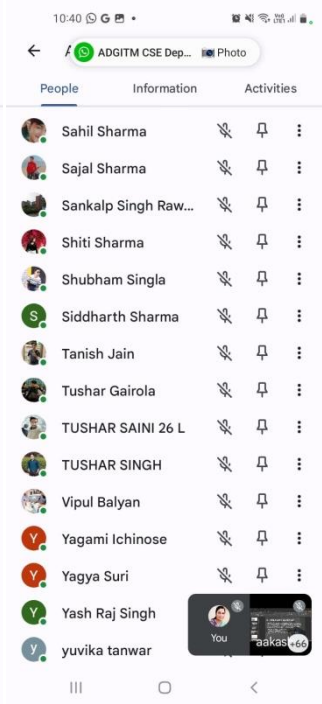 10:40
ADGITM CSE Dep... Photo
People Information Activities
Sahil Sharma
Sajal Sharma
Sankalp Singh Raw...
Shiti Sharma
Shubham Singla
S Siddharth Sharma
Tanish Jain
Tushar Gairola
TUSHAR SAINI 26 L
TUSHAR SINGH
Vipul Balyan
Y Yagami Ichinose
Y Yagya Suri
Y Yash Raj Singh
You aakas +66
y yuvika tanwar